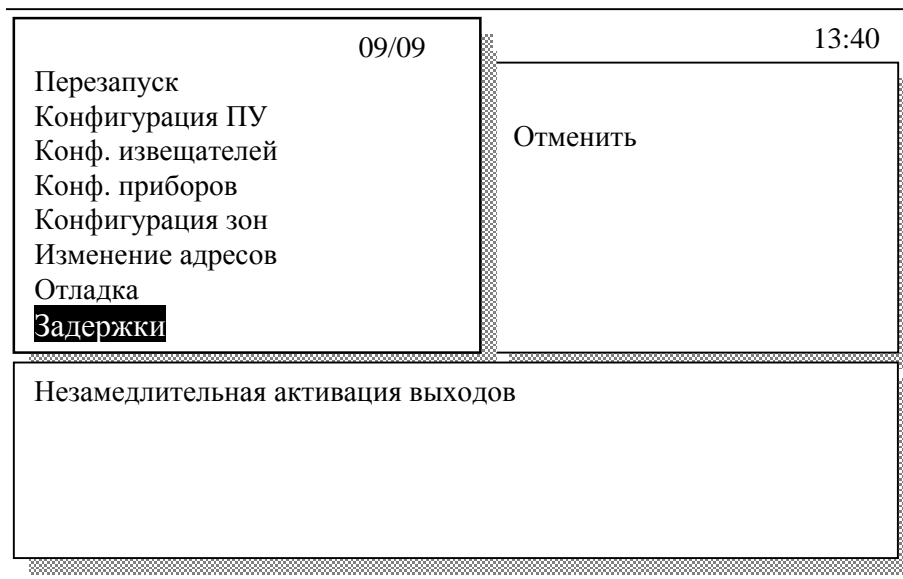 09/09
13:40
Перезапуск
Конфигурация ПУ
Конф. извещателей
Конф. приборов
Конфигурация зон
Изменение адресов
Отладка
Задержки
Отменить
Незамедлительная активация выходов